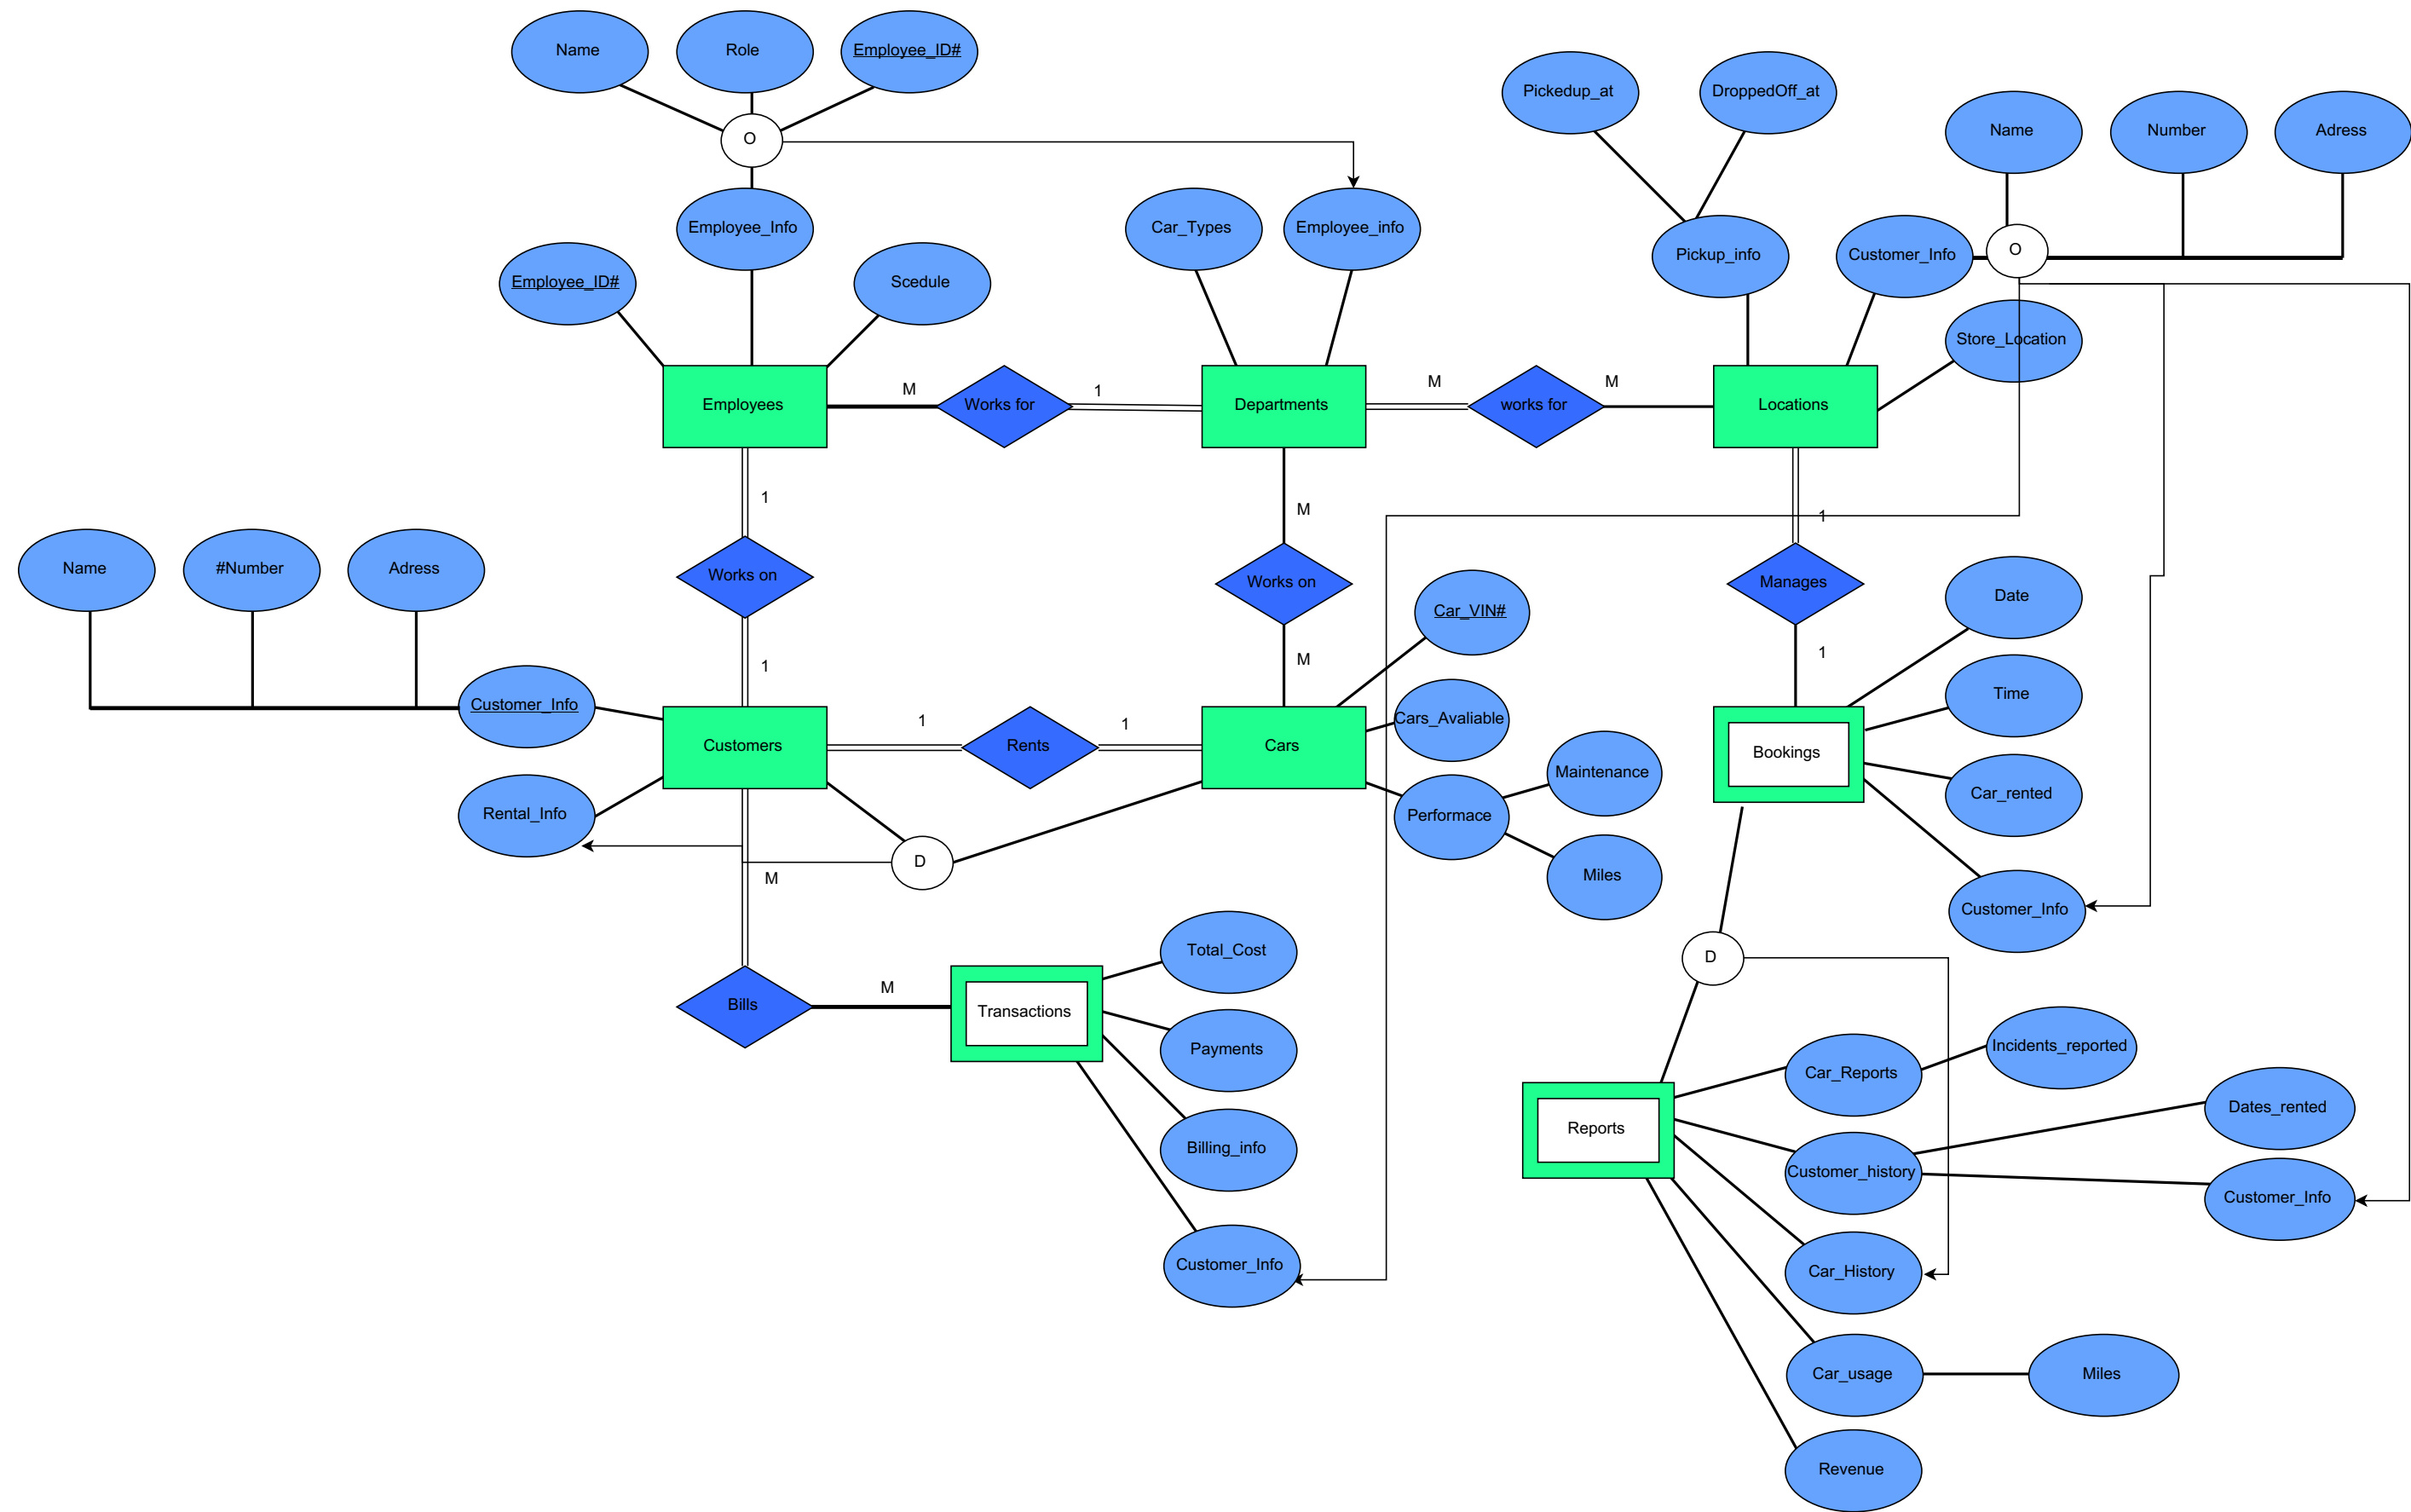 Name
Role
Employee_ID#
Pickedup_at
DroppedOff_at
Name
Number
Adress
O
Employee_Info
Car_Types
Employee_info
Pickup_info
Customer_Info
O
Employee_ID#
Scedule
Store_Location
Employees
M
Works for
1
Departments
M
works for
M
Locations
1
M
1
Name
#Number
Adress
Works on
Works on
Manages
Date
Car_VIN#
1
M
1
Customer_Info
Time
Customers
1
Rents
1
Cars
Cars_Avaliable
Bookings
Maintenance
Car_rented
Rental_Info
Performace
D
M
Miles
Customer_Info
Total_Cost
D
Bills
M
Transactions
Payments
Car_Reports
Incidents_reported
Reports
Dates_rented
Billing_info
Customer_history
Customer_Info
Customer_Info
Car_History
Car_usage
Miles
Revenue